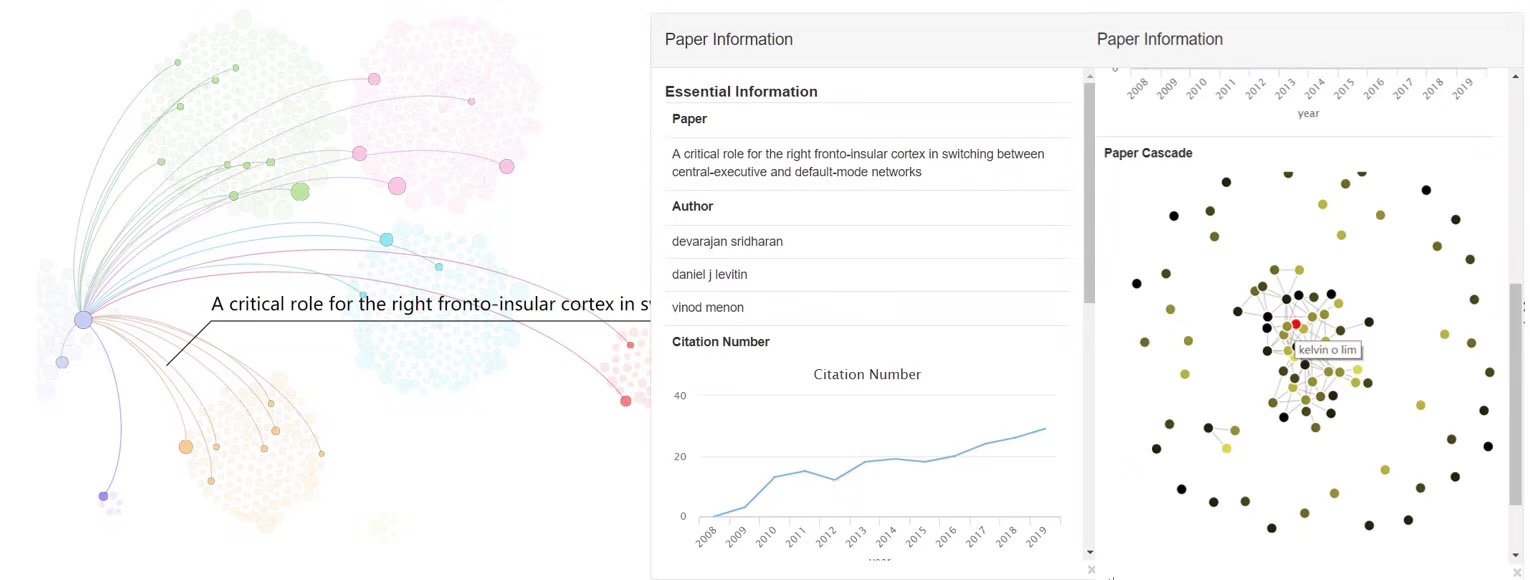 A critical role for the right fronto-insular cortex in sw
Paper Information
Essential Information
Paper
A critical role for the right fronto-insular cortex in switching between
central-executive and default-mode networks
Author
devarajan sridharan
daniel j levitin
vinod menon
Citation Number
Citation Number
40
20
0
2008 2009 2010 2011 2012 2013 2014 2015 2016 2017 2018 2019
year
Paper Information
0
2008 2009 2010 2011 2012 2013 2014 2015 2016 2017 2018 2019
year
Paper Cascade
kelvin o lim